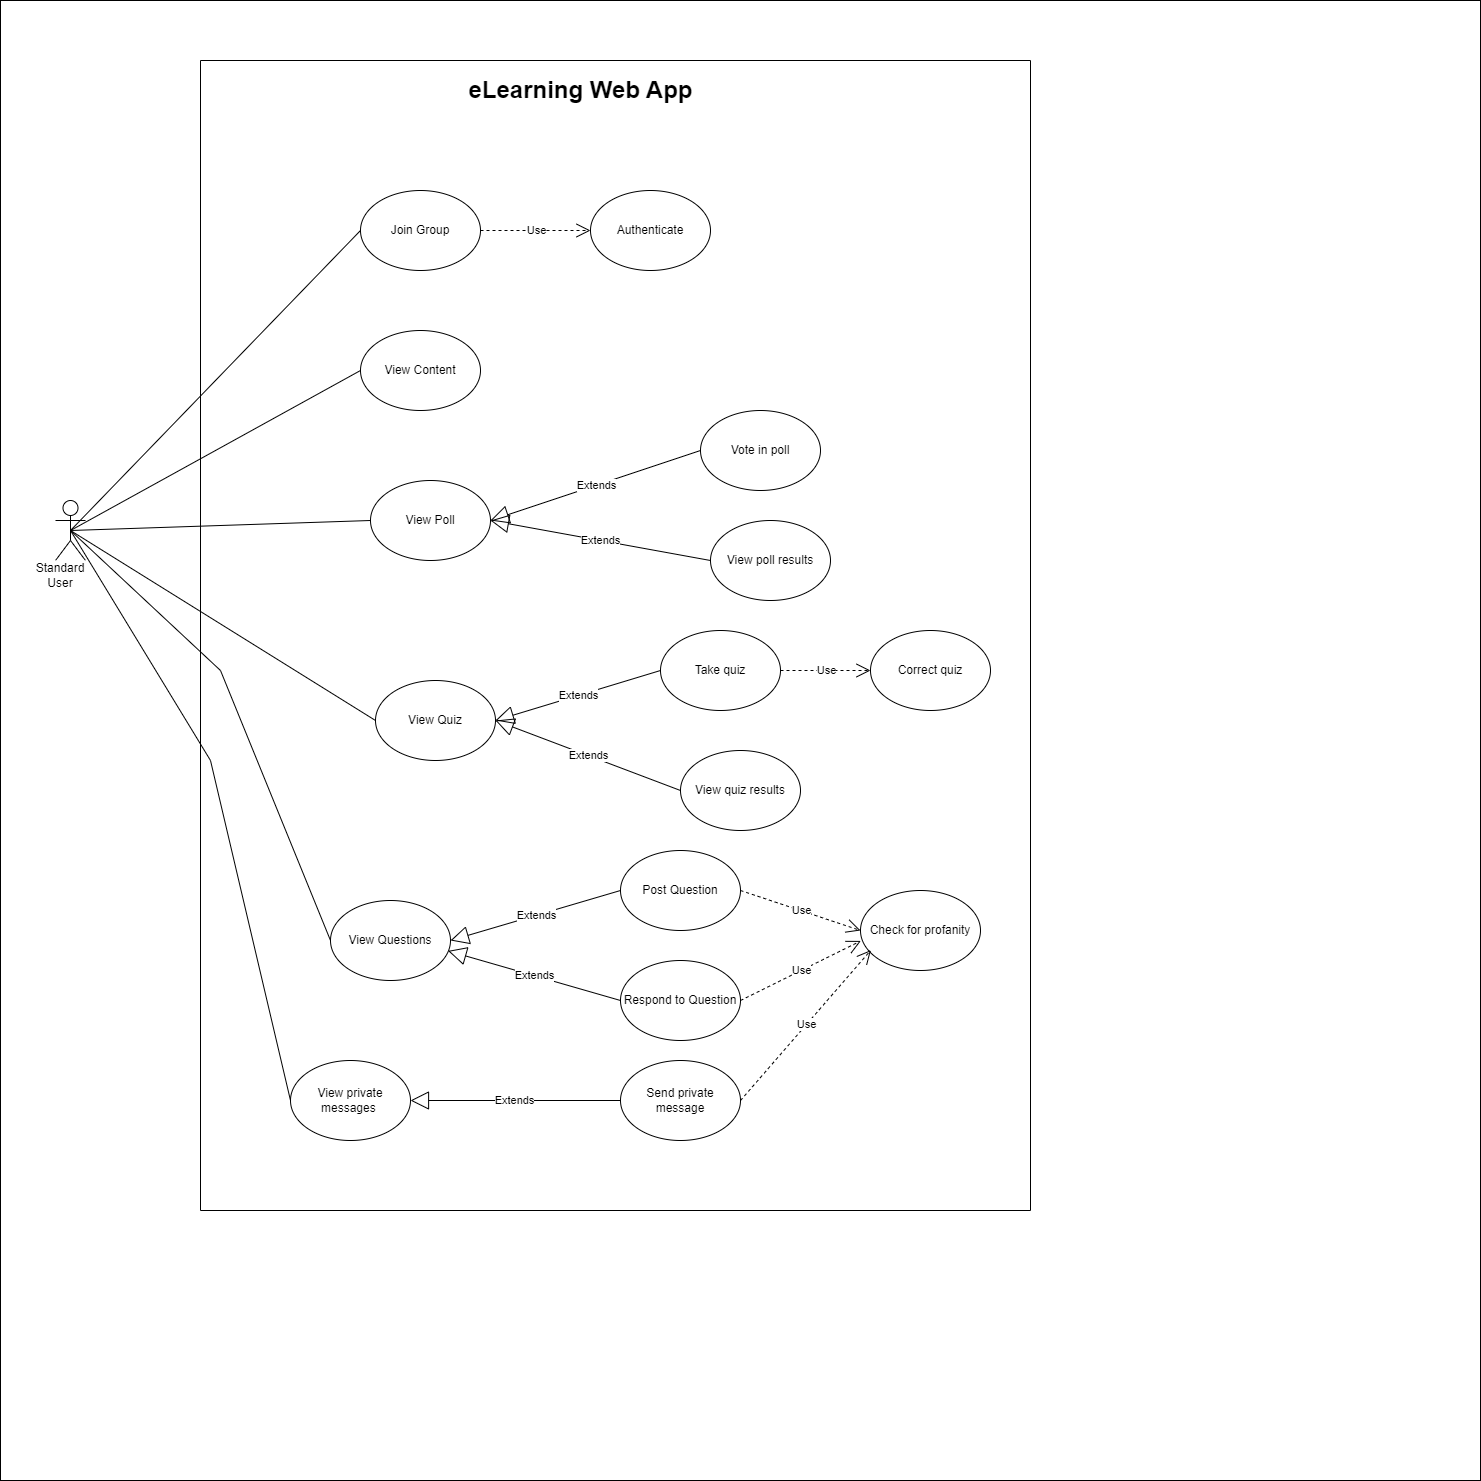 eLearning Web App
Join Group
Use
Authenticate
View Content
Vote in poll
Extends
View Poll
Extends
View poll results
Standard
User
Take quiz
Use
Correct quiz
Extends
View Quiz
Extends
View quiz results
Post Question
Use
Extends
Check for profanity
View Questions
Extends
Use
Respond to Question
Use
View private
messages
Extends
Send private
message